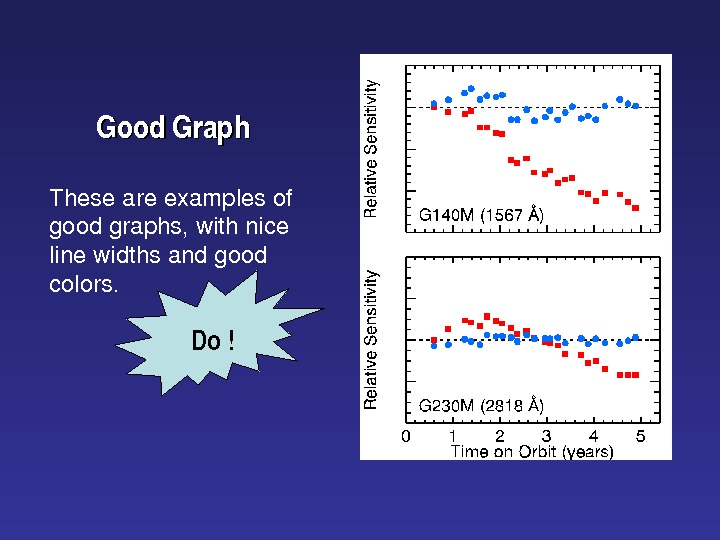 Good Graph
These are examples of
good graphs, with nice
line widths and good
colors.
Do !
Relative Sensitivity
G140M (1567 Å)
Relative Sensitivity
G230M (2818 Å)
0 1 2 3 4 5
Time on Orbit (years)